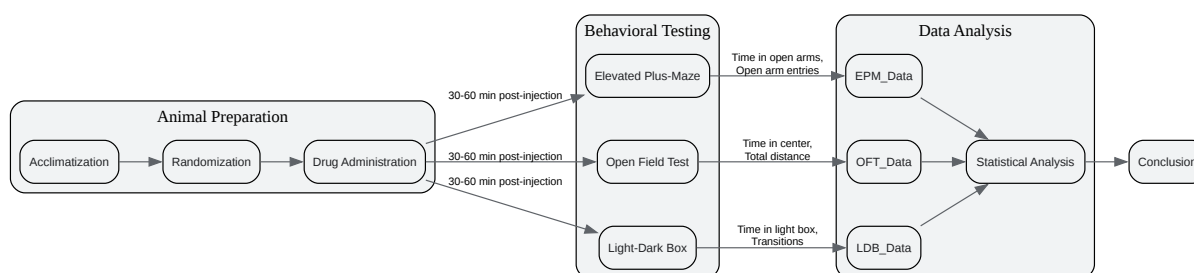 Animal Preparation
Acclimatization
Randomization
Drug Administration
30-60 min post-injection
30-60 min post-injection
30-60 min post-injection
Behavioral Testing
Elevated Plus-Maze
Open Field Test
Light-Dark Box
Time in open arms,
Open arm entries
Time in center,
Total distance
Time in light box,
Transitions
Data Analysis
EPM_Data
OFT_Data
LDB_Data
Statistical Analysis
Conclusion